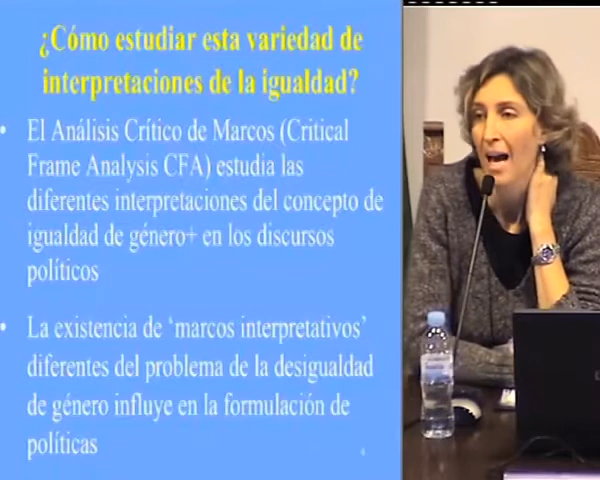 ¿Cómo estudiar esta variedad de
interpretaciones de la igualdad?
• El Análisis Crítico de Marcos (Critical
Frame Analysis CFA) estudia las
diferentes interpretaciones del concepto de
igualdad de género+ en los discursos
políticos
• La existencia de ‘marcos interpretativos’
diferentes del problema de la desigualdad
de género influye en la formulación de
políticas